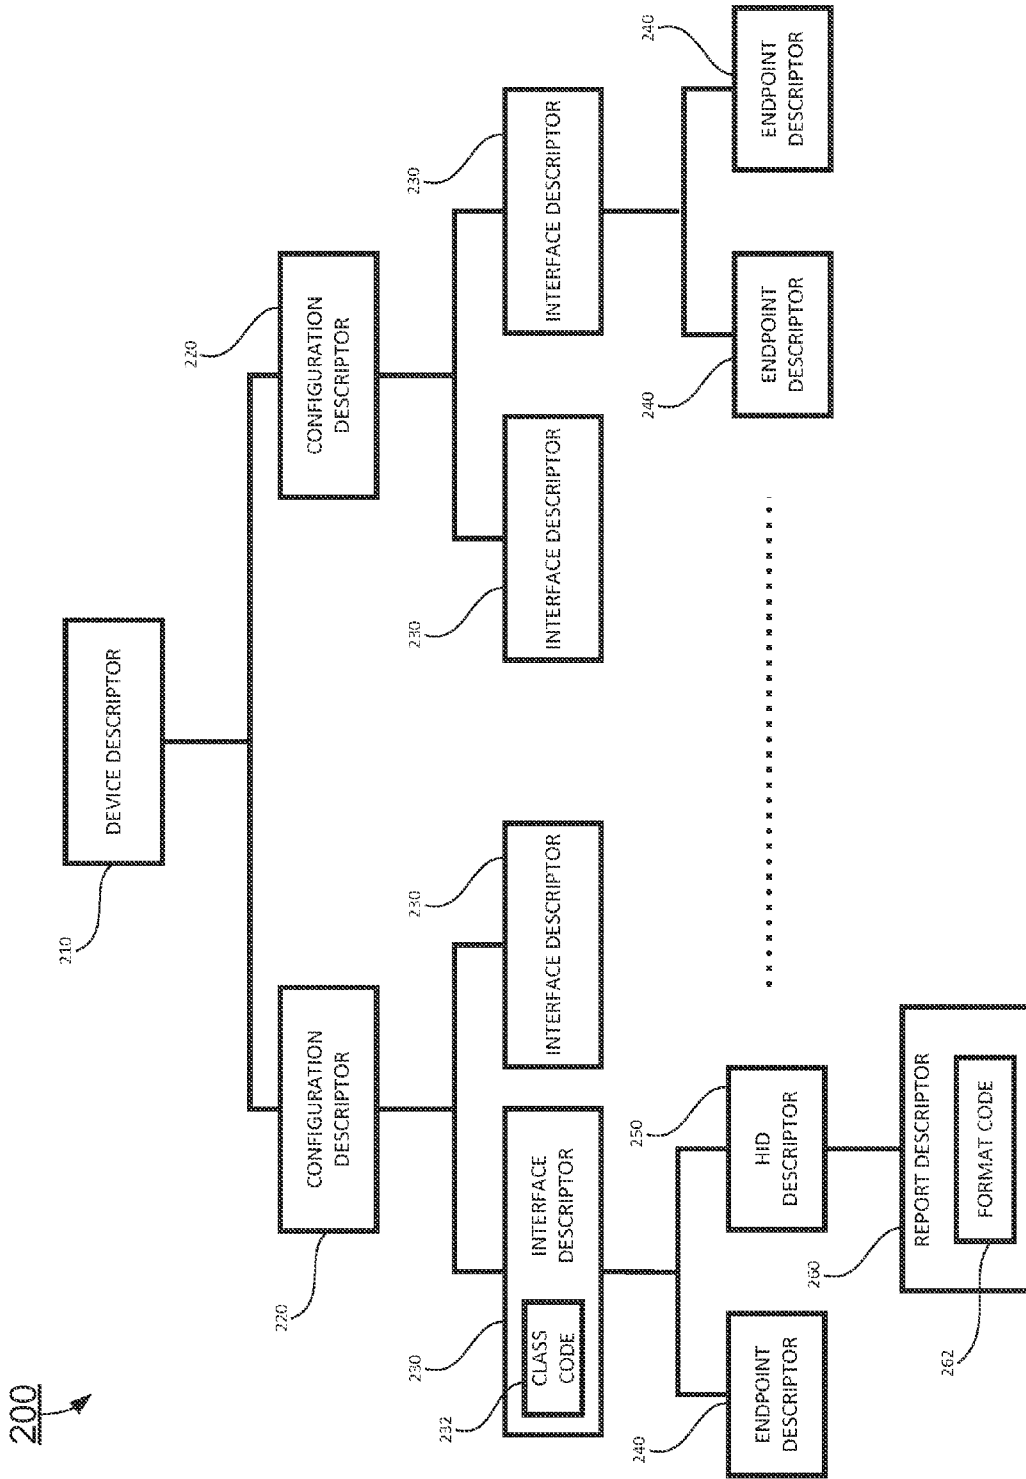 200
210
DEVICE DESCRIPTOR
220
CONFIGURATION
DESCRIPTOR
220
CONFIGURATION
DESCRIPTOR
230
232
CLASS
CODE
INTERFACE
DESCRIPTOR
230
INTERFACE DESCRIPTOR
230
INTERFACE DESCRIPTOR
230
INTERFACE DESCRIPTOR
240
ENDPOINT
DESCRIPTOR
250
HID
DESCRIPTOR
240
ENDPOINT
DESCRIPTOR
240
ENDPOINT
DESCRIPTOR
260
REPORT DESCRIPTOR
262
FORMAT CODE